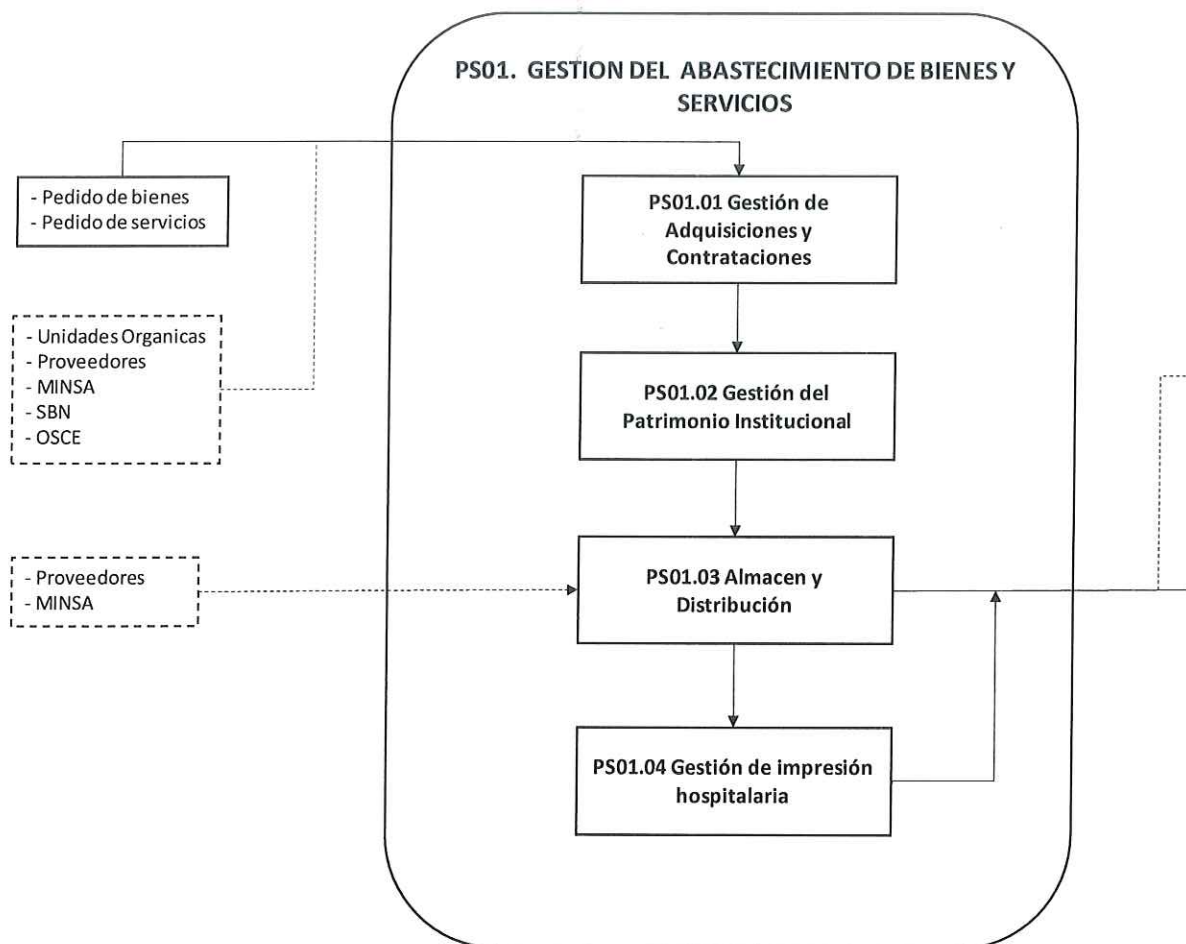 PS01. GESTION DEL ABASTECIMIENTO DE BIENES Y
SERVICIOS
- Pedido de bienes
- Pedido de servicios
PS01.01 Gestión de
Adquisiciones y
Contrataciones
- Unidades Organicas
- Proveedores
- MINSA
- SBN
- OSCE
PS01.02 Gestión del
Patrimonio Institucional
- Proveedores
- MINSA
PS01.03 Almacen y
Distribución
PS01.04 Gestión de impresión
hospitalaria